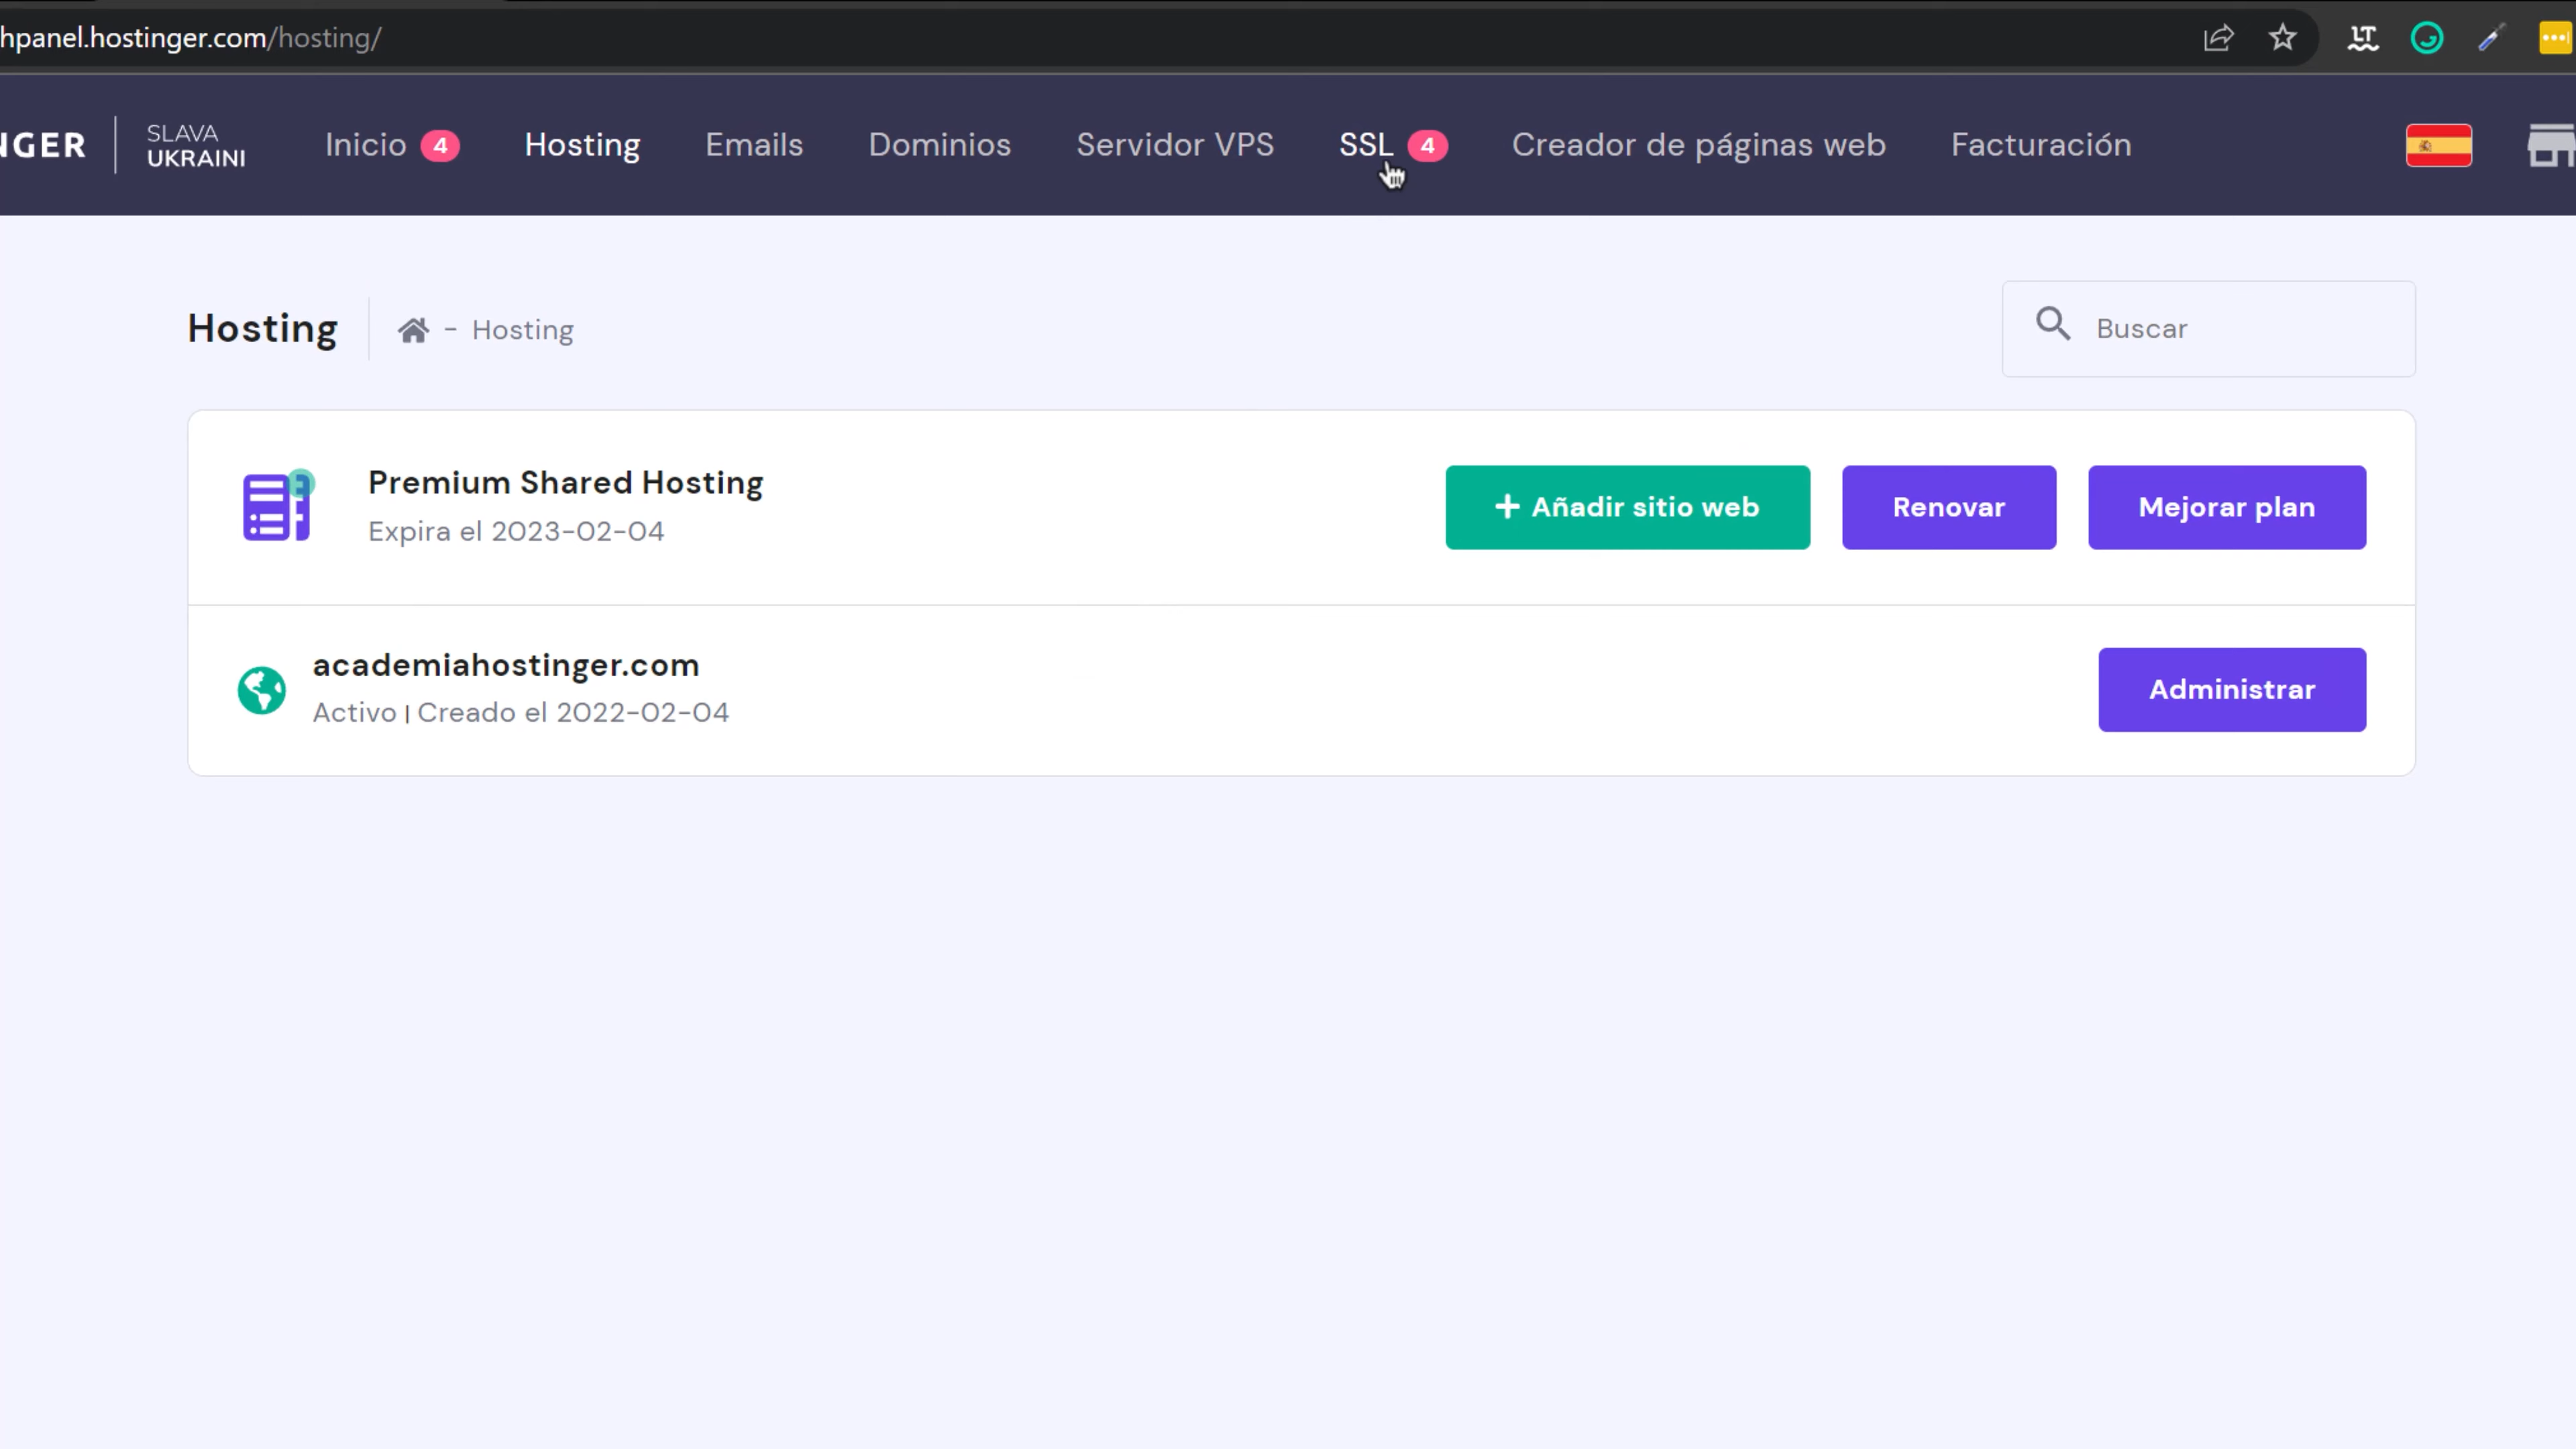 hpanel.hostinger.com/hosting/
NGER
SLAVA
UKRAINI
Inicio 4 Hosting Emails Dominios Servidor VPS SSL 4 Creador de páginas web Facturación
Hosting - Hosting
Buscar
Premium Shared Hosting
Expira el 2023-02-04
+ Añadir sitio web
Renovar
Mejorar plan
academiahostinger.com
Activo | Creado el 2022-02-04
Administrar
LT